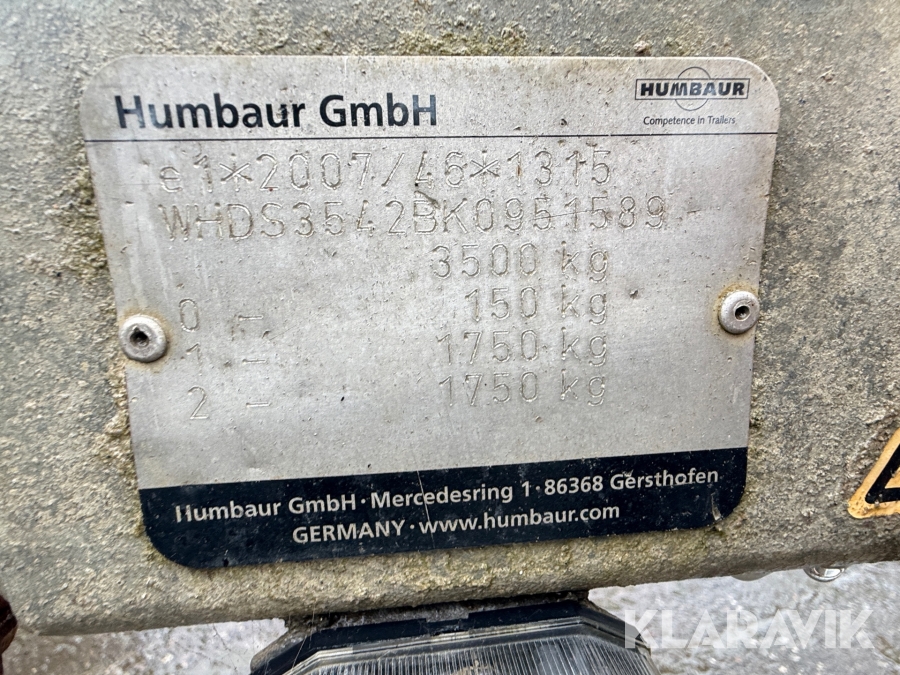 Humbaur GmbH
HUMBAUR
Competence in Trailers
e1*2007/46*1315
WHDS3542BK0951589
3500 kg
0 - 150 kg
1 - 1750 kg
2 - 1750 kg
Humbaur GmbH · Mercedesring 1 · 86368 Gersthofen
GERMANY · www.humbaur.com
KLARAVIK